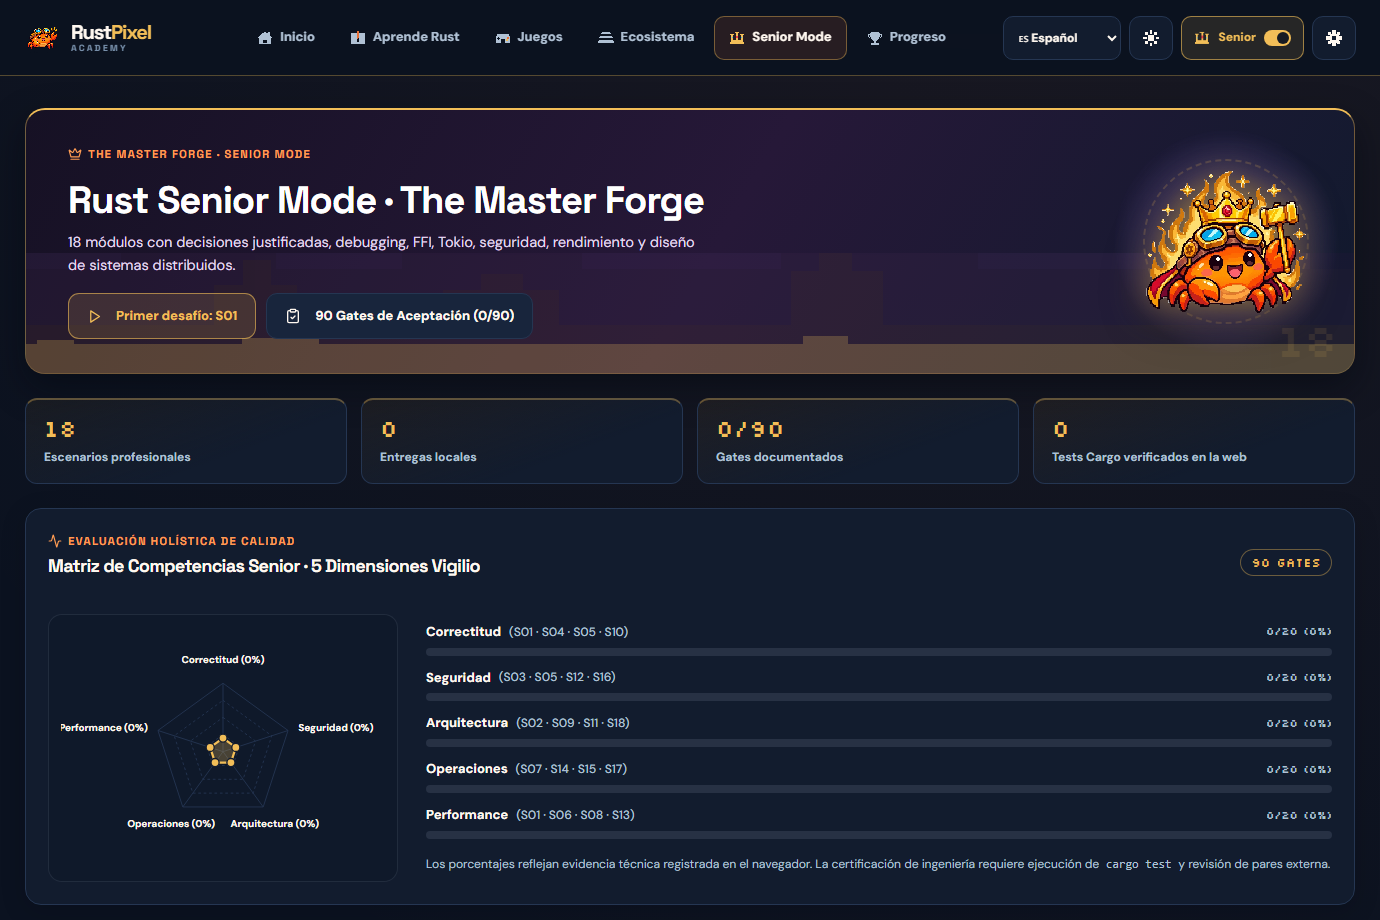 RustPixel
ACADEMY
Inicio
Aprende Rust
Juegos
Ecosistema
Senior Mode
Progreso
ES Español
Senior
THE MASTER FORGE · SENIOR MODE
Rust Senior Mode · The Master Forge
18 módulos con decisiones justificadas, debugging, FFI, Tokio, seguridad, rendimiento y diseño
de sistemas distribuidos.
Primer desafío: S01
90 Gates de Aceptación (0/90)
18
18
Escenarios profesionales
0
Entregas locales
0/90
Gates documentados
0
Tests Cargo verificados en la web
EVALUACIÓN HOLÍSTICA DE CALIDAD
Matriz de Competencias Senior · 5 Dimensiones Vigilio
90 GATES
Correctitud (0%)
Performance (0%)
Seguridad (0%)
Operaciones (0%)
Arquitectura (0%)
Correctitud (S01 · S04 · S05 · S10) 0/20 (0%)
Seguridad (S03 · S05 · S12 · S16) 0/20 (0%)
Arquitectura (S02 · S09 · S11 · S18) 0/20 (0%)
Operaciones (S07 · S14 · S15 · S17) 0/20 (0%)
Performance (S01 · S06 · S08 · S13) 0/20 (0%)
Los porcentajes reflejan evidencia técnica registrada en el navegador. La certificación de ingeniería requiere ejecución de cargo test y revisión de pares externa.